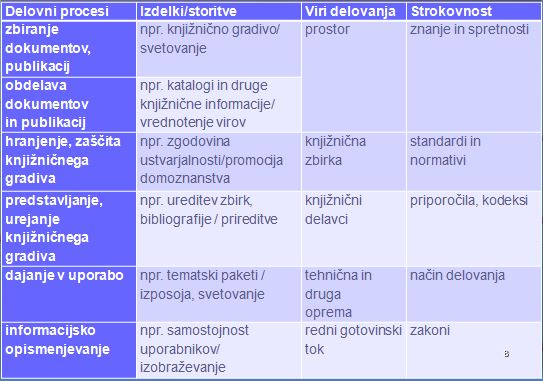 Delovni procesi Izdelki/storitve Viri delovanja Strokovnost
zbiranje
dokumentov,
publikacij
npr. knjižnično gradivo/
svetovanje
prostor
znanje in spretnosti
obdelava
dokumentov
in publikacij
npr. katalogi in druge
knjižnične informacije/
vrednotenje virov
hranjenje, zaščita
knjižničnega
gradiva
npr. zgodovina
ustvarjalnosti/promocija
domoznanstva
knjižnična
zbirka
standardi in
normativi
predstavljanje,
urejanje
knjižničnega
gradiva
npr. ureditev zbirk,
bibliografije / prireditve
knjižnični
delavci
priporočila, kodeksi
dajanje v uporabo
npr. tematski paketi /
izposoja, svetovanje
tehnična in
druga
oprema
način delovanja
informacijsko
opismenjevanje
npr. samostojnost
uporabnikov/
izobraževanje
redni gotovinski
tok
zakoni